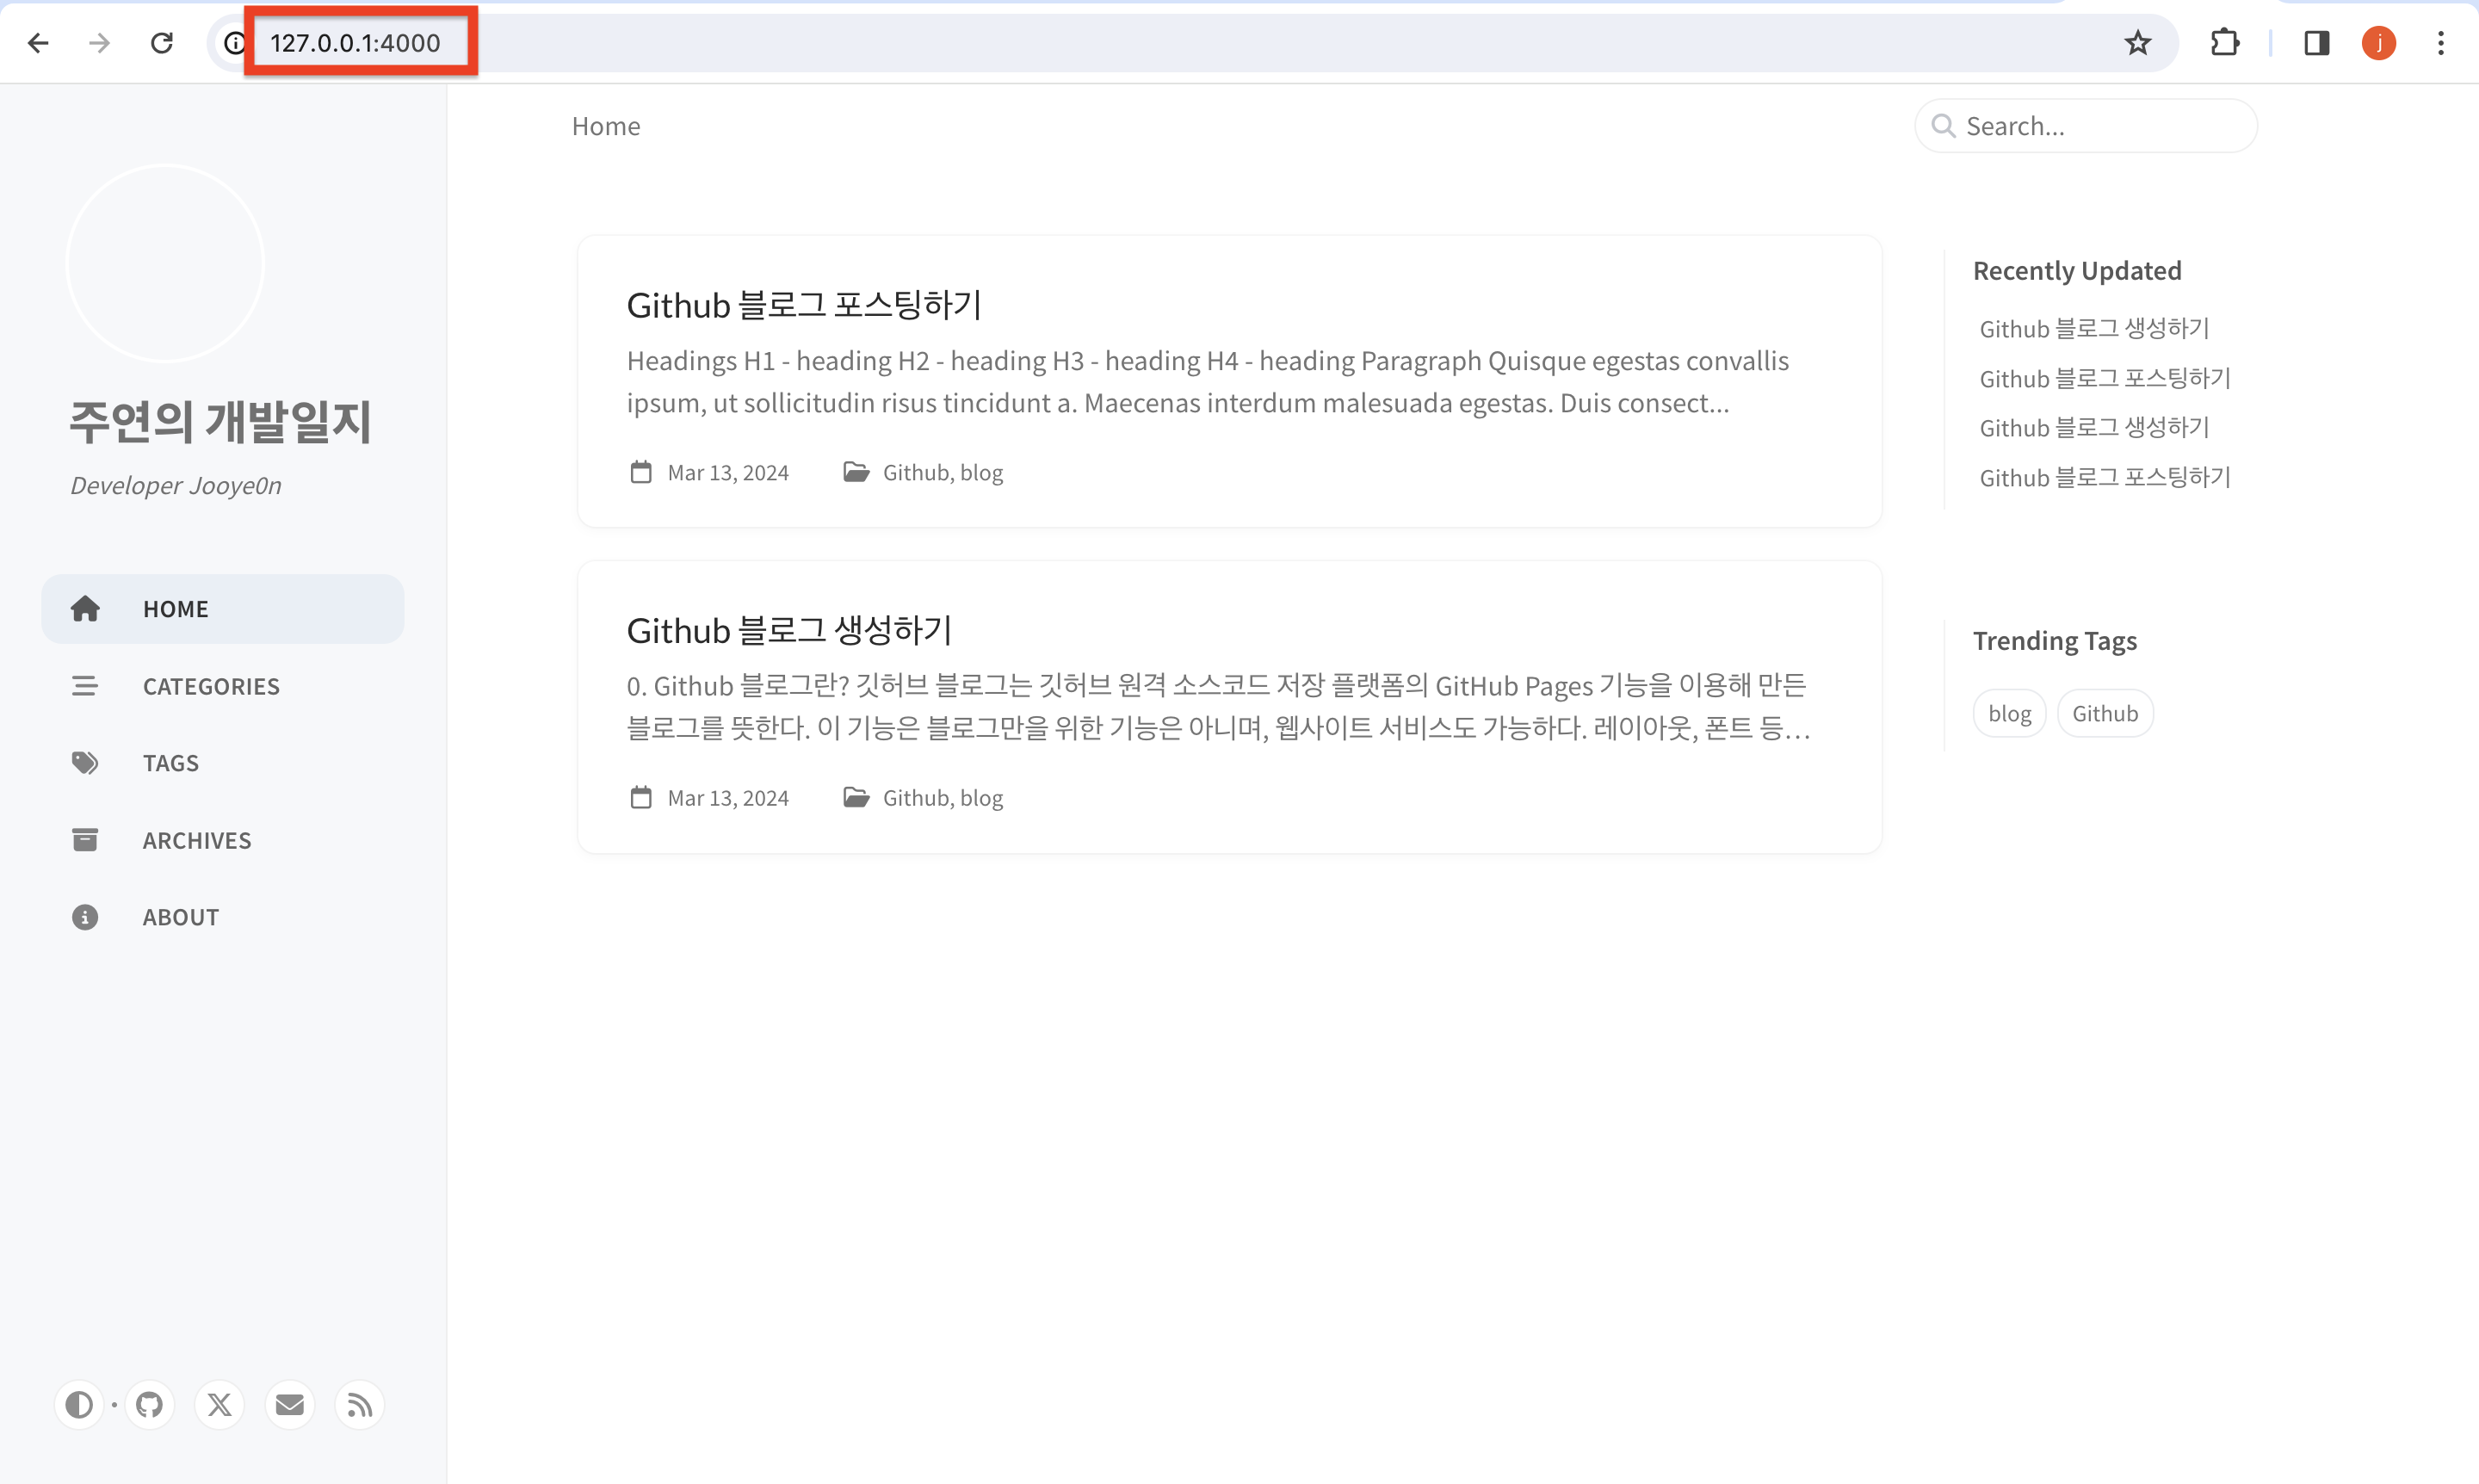 127.0.0.1:4000
j
Home
Search...
주연의 개발일지
Developer Jooye0n
HOME
CATEGORIES
TAGS
ARCHIVES
ABOUT
Github 블로그 포스팅하기
Headings H1 - heading H2 - heading H3 - heading H4 - heading Paragraph Quisque egestas convallis
ipsum, ut sollicitudin risus tincidunt a. Maecenas interdum malesuada egestas. Duis consect...
Mar 13, 2024 Github, blog
Github 블로그 생성하기
0. Github 블로그란? 깃허브 블로그는 깃허브 원격 소스코드 저장 플랫폼의 GitHub Pages 기능을 이용해 만든
블로그를 뜻한다. 이 기능은 블로그만을 위한 기능은 아니며, 웹사이트 서비스도 가능하다. 레이아웃, 폰트 등...
Mar 13, 2024 Github, blog
Recently Updated
Github 블로그 생성하기
Github 블로그 포스팅하기
Github 블로그 생성하기
Github 블로그 포스팅하기
Trending Tags
blog Github